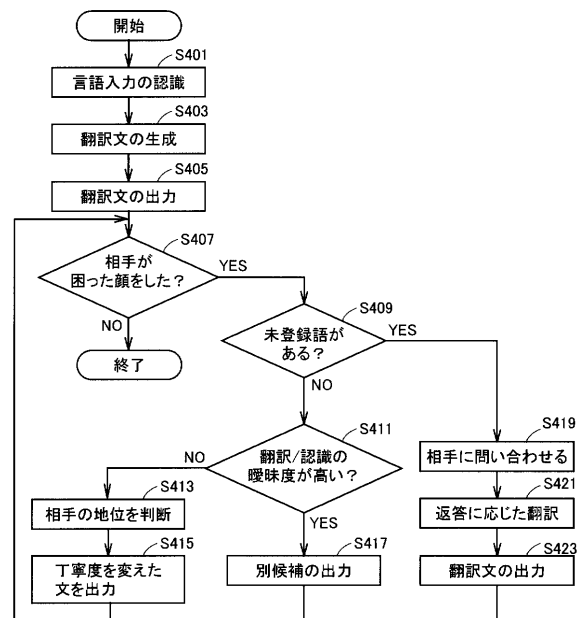 開始
S401
言語入力の認識
S403
翻訳文の生成
S405
翻訳文の出力
S407
相手が
困った顔をした？
YES
NO
終了
S409
未登録語が
ある？
YES
NO
S411
翻訳/認識の
曖昧度が高い？
NO
YES
S413
相手の地位を判断
S415
丁寧度を変えた
文を出力
S417
別候補の出力
S419
相手に問い合わせる
S421
返答に応じた翻訳
S423
翻訳文の出力